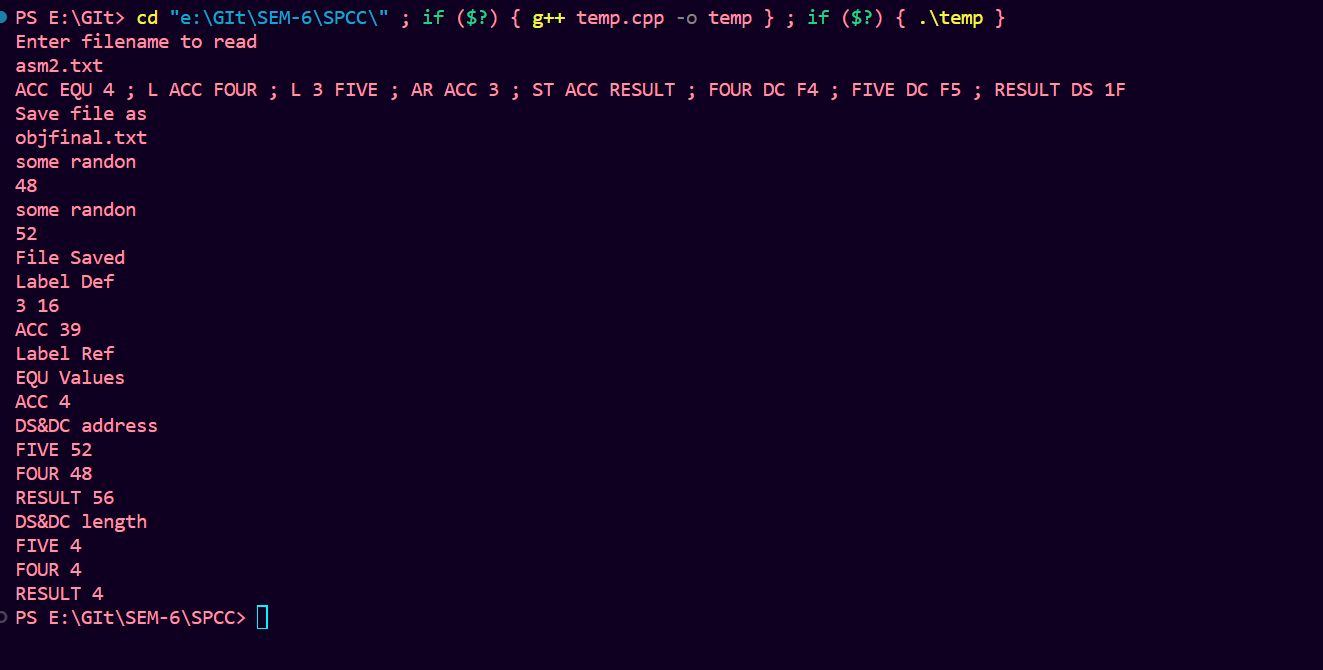 PS E:\GIt> cd "e:\GIt\SEM-6\SPCC\" ; if ($?) { g++ temp.cpp -o temp } ; if ($?) { .\temp }
Enter filename to read
asm2.txt
ACC EQU 4 ; L ACC FOUR ; L 3 FIVE ; AR ACC 3 ; ST ACC RESULT ; FOUR DC F4 ; FIVE DC F5 ; RESULT DS 1F
Save file as
objfinal.txt
some randon
48
some randon
52
File Saved
Label Def
3 16
ACC 39
Label Ref
EQU Values
ACC 4
DS&DC address
FIVE 52
FOUR 48
RESULT 56
DS&DC length
FIVE 4
FOUR 4
RESULT 4
PS E:\GIt\SEM-6\SPCC>